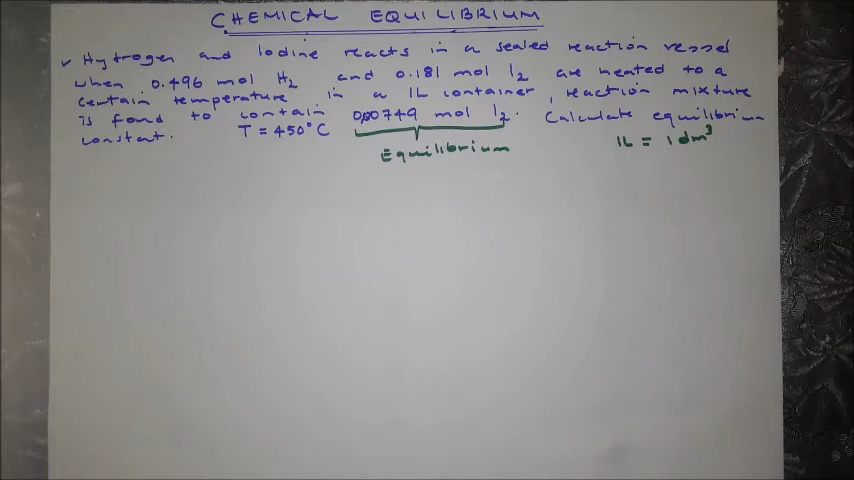 CHEMICAL EQUILIBRIUM
✓ Hytrogen and Iodine reacts in a sealed reaction vessel
when 0.496 mol H₂ and 0.181 mol I₂ are heated to a
certain temperature in a 1L container, reaction mixture
is found to contain 0,00749 mol I₂. Calculate equilibrium
constant. T = 450°C
Equilibrium
1L = 1dm³